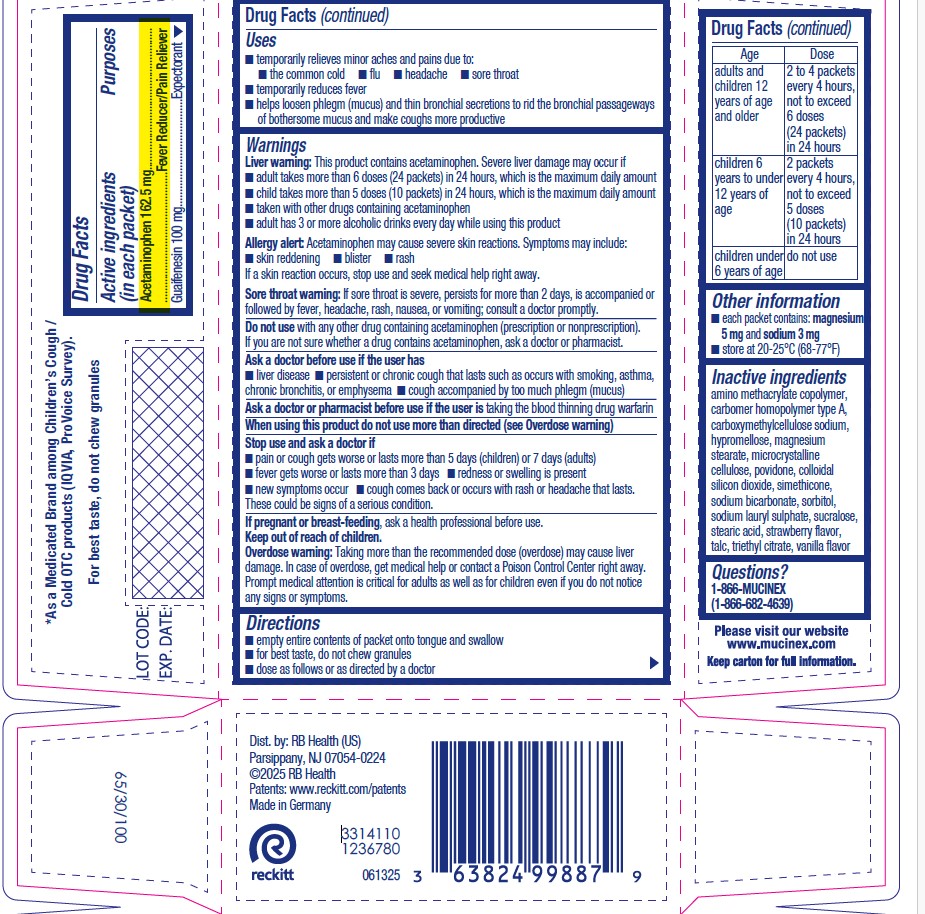 *As a Medicated Brand among Children's Cough /
Cold OTC products (IQVIA, ProVoice Survey).
For best taste, do not chew granules
Drug Facts
Active ingredients
(in each packet)
Purposes
Acetaminophen 162.5 mg
Fever Reducer/Pain Reliever
Guaifenesin 100 mg Expectorant
LOT CODE:
EXP. DATE:
Drug Facts (continued)
Uses
■ temporarily relieves minor aches and pains due to:
■ the common cold ■ flu ■ headache ■ sore throat
■ temporarily reduces fever
■ helps loosen phlegm (mucus) and thin bronchial secretions to rid the bronchial passageways
of bothersome mucus and make coughs more productive
Warnings
Liver warning: This product contains acetaminophen. Severe liver damage may occur if
■ adult takes more than 6 doses (24 packets) in 24 hours, which is the maximum daily amount
■ child takes more than 5 doses (10 packets) in 24 hours, which is the maximum daily amount
■ taken with other drugs containing acetaminophen
■ adult has 3 or more alcoholic drinks every day while using this product
Allergy alert: Acetaminophen may cause severe skin reactions. Symptoms may include:
■ skin reddening ■ blister ■ rash
If a skin reaction occurs, stop use and seek medical help right away.
Sore throat warning: If sore throat is severe, persists for more than 2 days, is accompanied or
followed by fever, headache, rash, nausea, or vomiting; consult a doctor promptly.
Do not use with any other drug containing acetaminophen (prescription or nonprescription).
If you are not sure whether a drug contains acetaminophen, ask a doctor or pharmacist.
Ask a doctor before use if the user has
■ liver disease ■ persistent or chronic cough that lasts such as occurs with smoking, asthma,
chronic bronchitis, or emphysema ■ cough accompanied by too much phlegm (mucus)
Ask a doctor or pharmacist before use if the user is taking the blood thinning drug warfarin
When using this product do not use more than directed (see Overdose warning)
Stop use and ask a doctor if
■ pain or cough gets worse or lasts more than 5 days (children) or 7 days (adults)
■ fever gets worse or lasts more than 3 days ■ redness or swelling is present
■ new symptoms occur ■ cough comes back or occurs with rash or headache that lasts.
These could be signs of a serious condition.
If pregnant or breast-feeding, ask a health professional before use.
Keep out of reach of children.
Overdose warning: Taking more than the recommended dose (overdose) may cause liver
damage. In case of overdose, get medical help or contact a Poison Control Center right away.
Prompt medical attention is critical for adults as well as for children even if you do not notice
any signs or symptoms.
Directions
■ empty entire contents of packet onto tongue and swallow
■ for best taste, do not chew granules
■ dose as follows or as directed by a doctor
Drug Facts (continued)
Age Dose
adults and 2 to 4 packets
children 12 every 4 hours,
years of age not to exceed
and older 6 doses
(24 packets)
in 24 hours
children 6 2 packets
years to under every 4 hours,
12 years of not to exceed
age 5 doses
(10 packets)
in 24 hours
children under do not use
6 years of age
Other information
■ each packet contains: magnesium
5 mg and sodium 3 mg
■ store at 20-25°C (68-77°F)
Inactive ingredients
amino methacrylate copolymer,
carbomer homopolymer type A,
carboxymethylcellulose sodium,
hypromellose, magnesium
stearate, microcrystalline
cellulose, povidone, colloidal
silicon dioxide, simethicone,
sodium bicarbonate, sorbitol,
sodium lauryl sulphate, sucralose,
stearic acid, strawberry flavor,
talc, triethyl citrate, vanilla flavor
Questions?
1-866-MUCINEX
(1-866-682-4639)
Please visit our website
www.mucinex.com
Keep carton for full information.
65/30/100
Dist. by: RB Health (US)
Parsippany, NJ 07054-0224
©2025 RB Health
Patents: www.reckitt.com/patents
Made in Germany
reckitt
3314110
1236780
061325
3 63824 99887 9